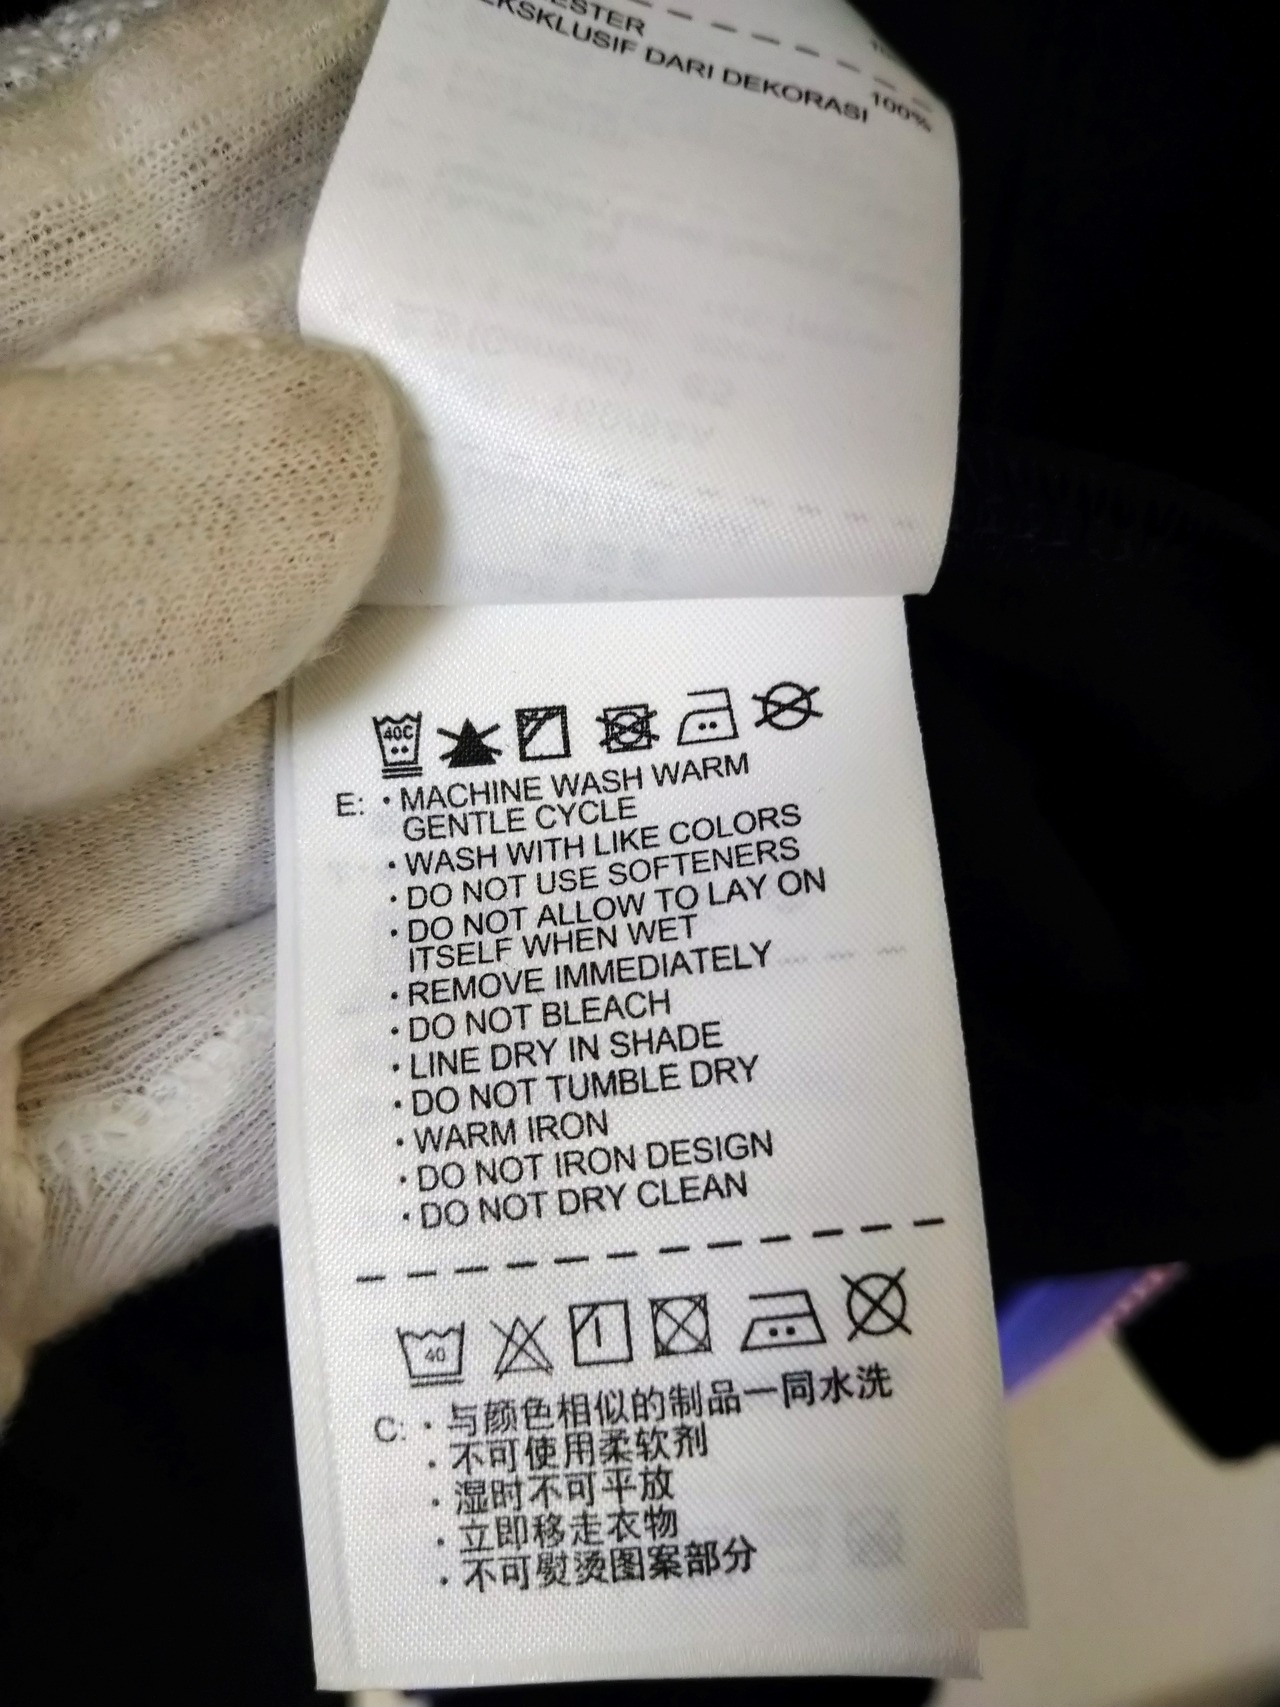 ESTER
EKSKLUSIF DARI DEKORASI 100%
40C
E: • MACHINE WASH WARM
GENTLE CYCLE
• WASH WITH LIKE COLORS
• DO NOT USE SOFTENERS
• DO NOT ALLOW TO LAY ON
ITSELF WHEN WET
• REMOVE IMMEDIATELY
• DO NOT BLEACH
• LINE DRY IN SHADE
• DO NOT TUMBLE DRY
• WARM IRON
• DO NOT IRON DESIGN
• DO NOT DRY CLEAN
40
C: • 与颜色相似的制品一同水洗
• 不可使用柔软剂
• 湿时不可平放
• 立即移走衣物
• 不可熨烫图案部分